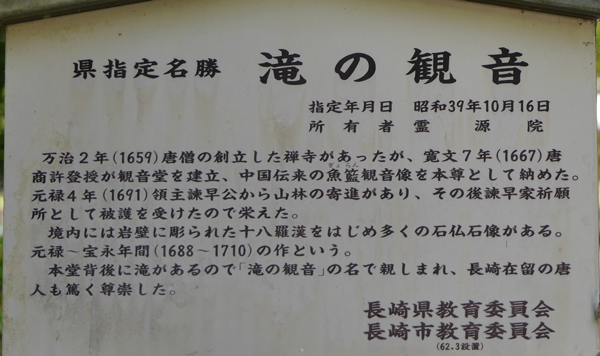 県指定名勝 滝の観音
指定年月日 昭和39年10月16日
所有者 霊源院
万治2年(1659)唐僧の創立した禅寺があったが、寛文7年(1667)唐
商許登授が観音堂を建立、中国伝来の魚籃観音像を本尊として納めた。
ぎょらん
元禄4年(1691)領主諫早公から山林の寄進があり、その後諫早家祈願
所として被護を受けたので栄えた。
境内には岩壁に彫られた十八羅漢をはじめ多くの石仏石像がある。
元禄～宝永年間(1688～1710)の作という。
本堂背後に滝があるので「滝の観音」の名で親しまれ、長崎在留の唐
人も篤く尊崇した。
長崎県教育委員会
長崎市教育委員会
(62.3設置)